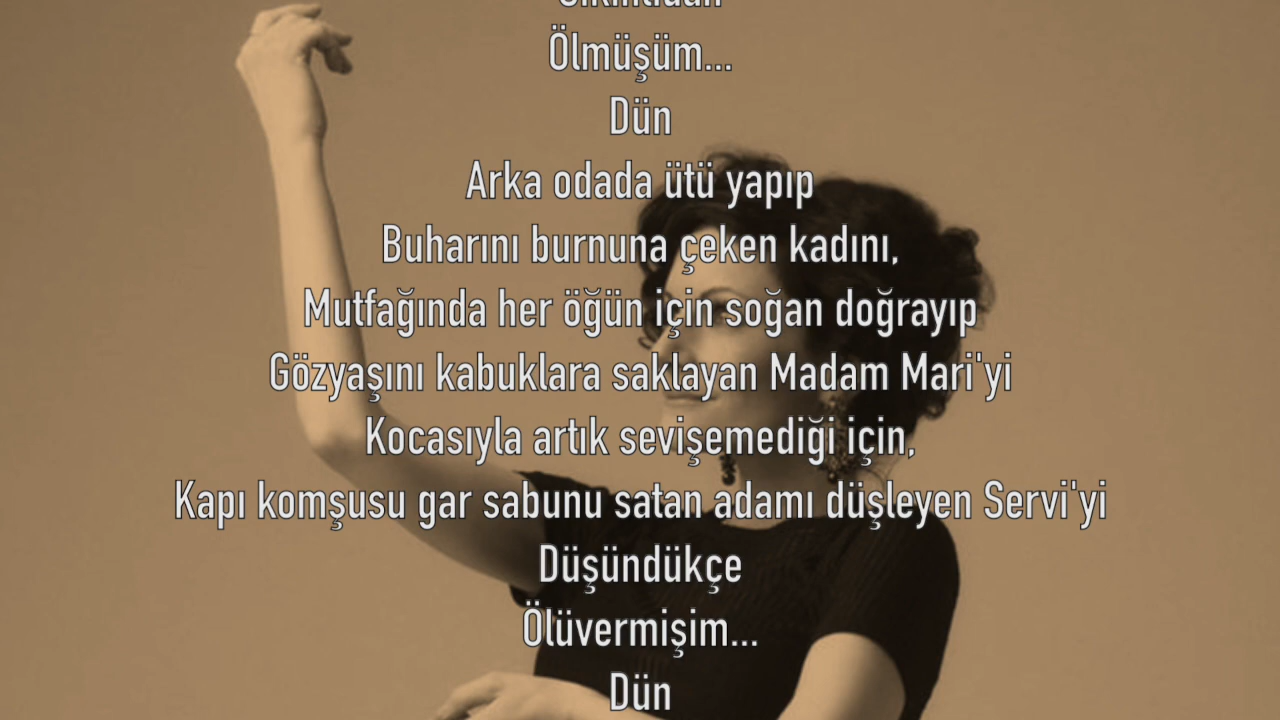 Ölmüşüm...
Dün
Arka odada ütü yapıp
Buharını burnuna çeken kadını,
Mutfağında her öğün için soğan doğrayıp
Gözyaşını kabuklara saklayan Madam Mari'yi
Kocasıyla artık sevişemediği için,
Kapı komşusu gar sabunu satan adamı düşleyen Servi'yi
Düşündükçe
Ölüvermişim...
Dün